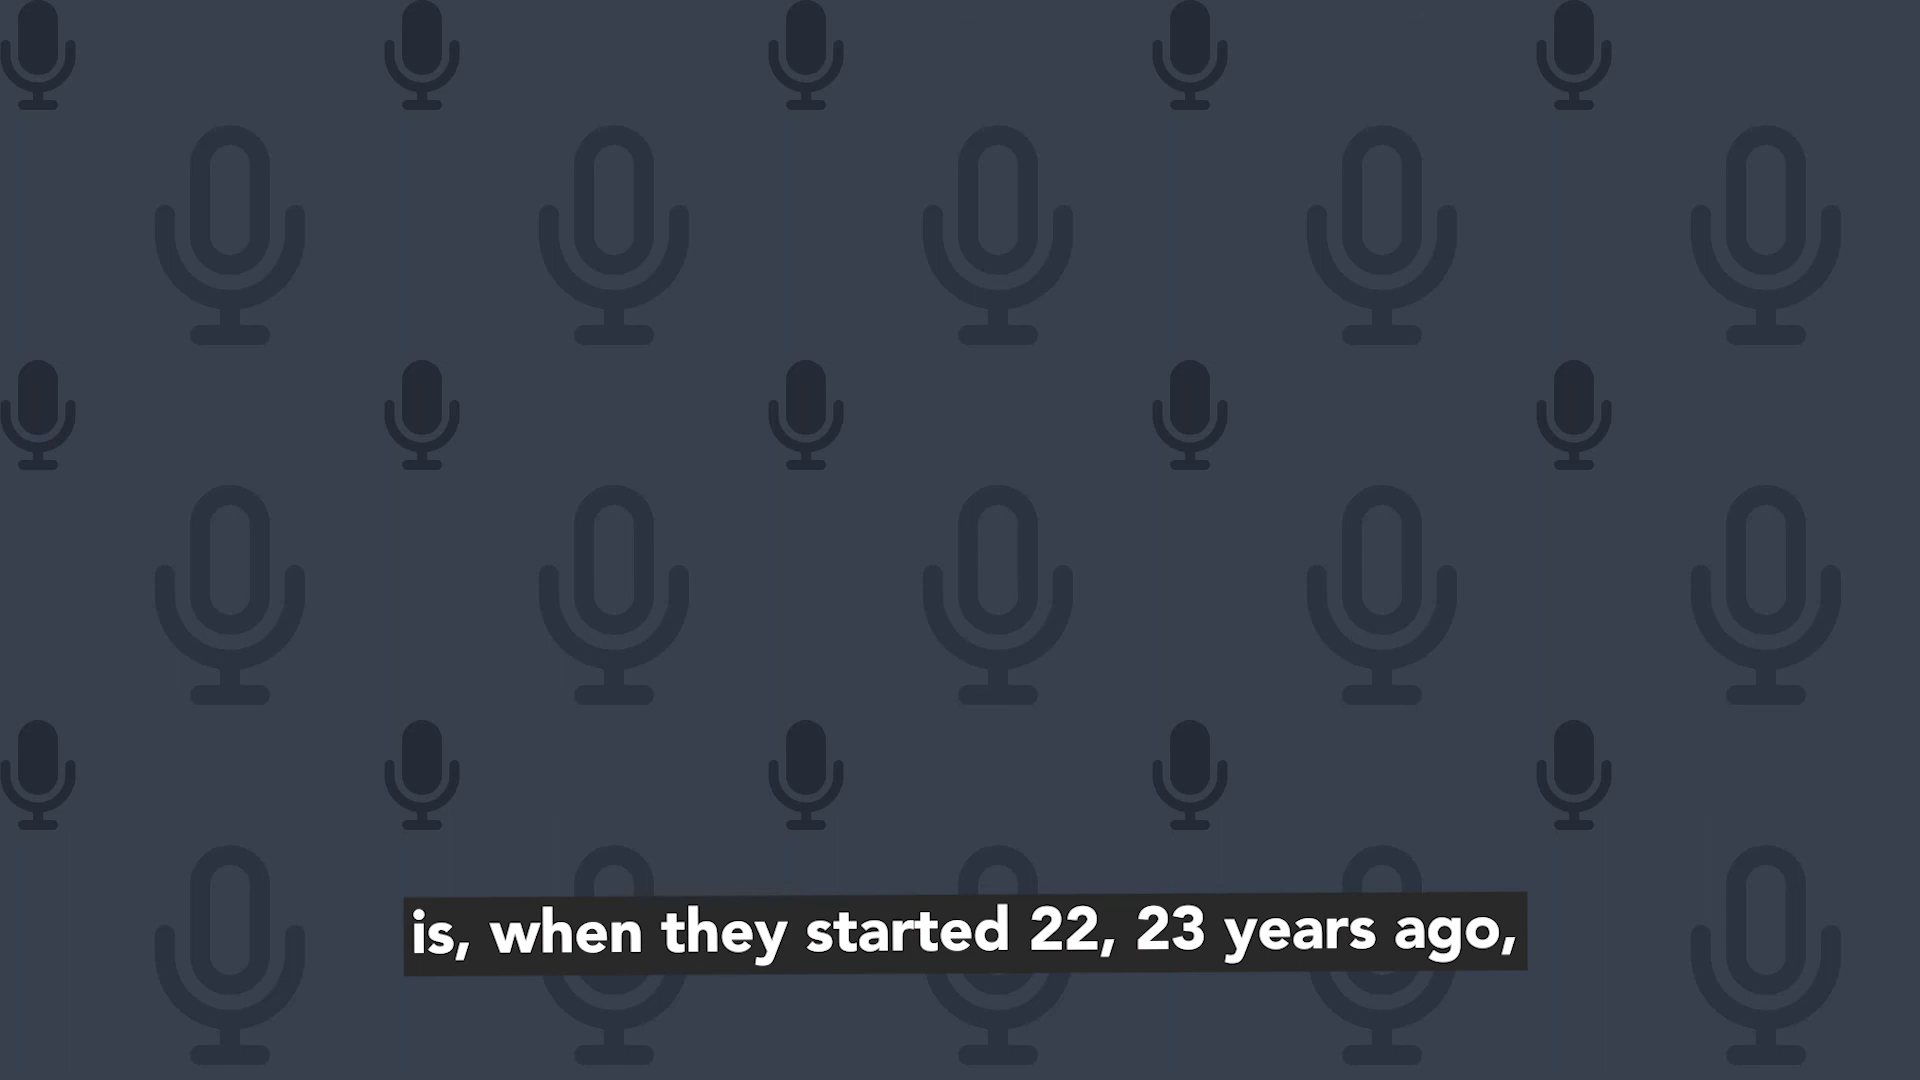 is, when they started 22, 23 years ago,